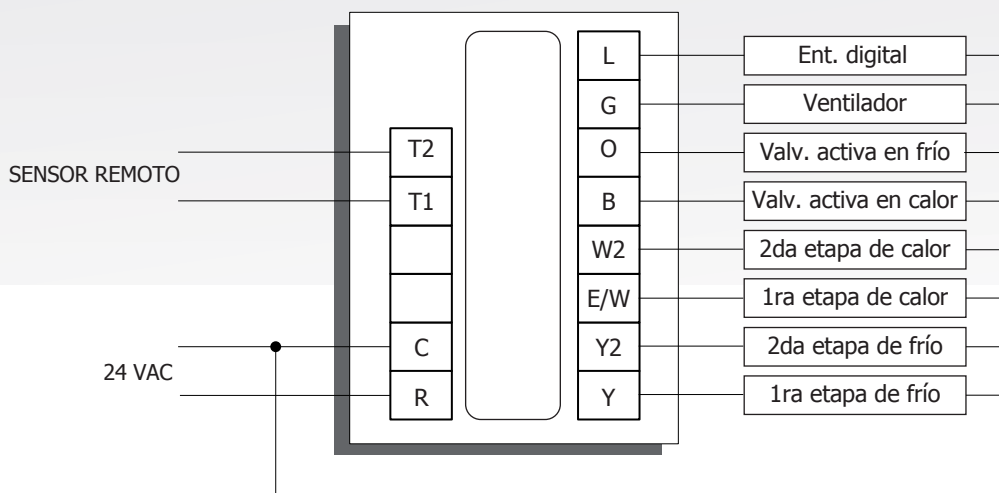 L
Ent. digital
G
Ventilador
T2
O
Valv. activa en frío
SENSOR REMOTO
T1
B
Valv. activa en calor
W2
2da etapa de calor
E/W
1ra etapa de calor
C
Y2
2da etapa de frío
24 VAC
R
Y
1ra etapa de frío